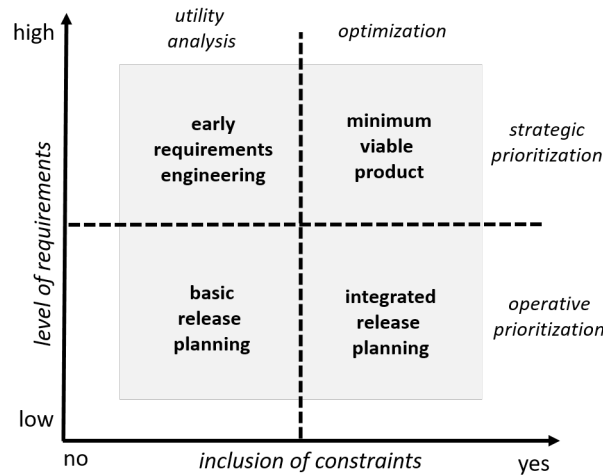 utility
analysis
optimization
high
early
requirements
engineering
minimum
viable
product
strategic
prioritization
level of requirements
basic
release
planning
integrated
release
planning
operative
prioritization
low
no
inclusion of constraints
yes